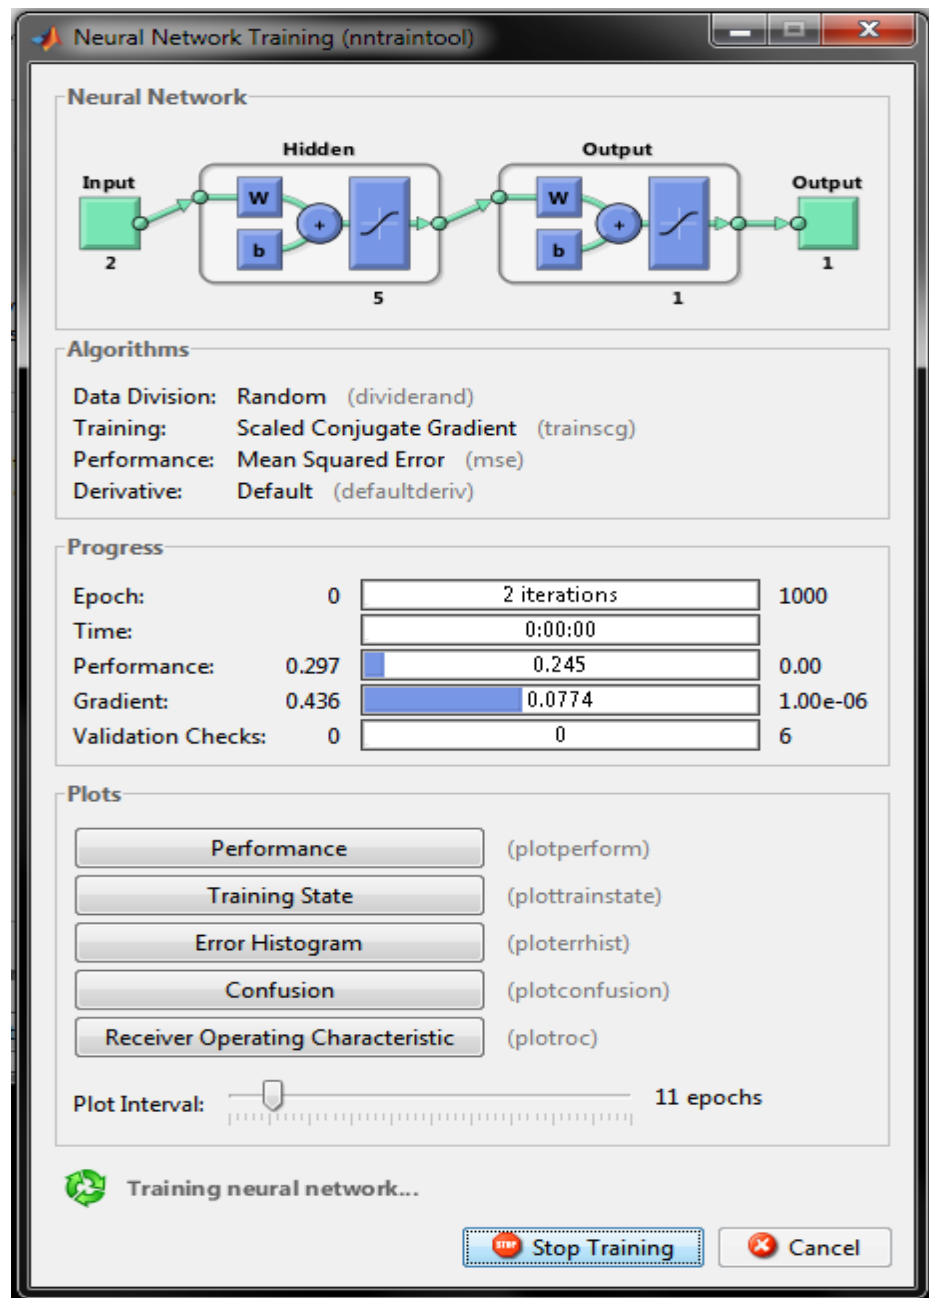 Neural Network Training (nntraintool)
Neural Network
Hidden
Output
Input
W
b
+
W
b
+
Output
2
5
1
1
Algorithms
Data Division: Random (dividerand)
Training: Scaled Conjugate Gradient (trainscg)
Performance: Mean Squared Error (mse)
Derivative: Default (defaultderiv)
Progress
Epoch: 0 2 iterations 1000
Time: 0:00:00
Performance: 0.297 0.245 0.00
Gradient: 0.436 0.0774 1.00e-06
Validation Checks: 0 0 6
Plots
Performance (plotperform)
Training State (plottrainstate)
Error Histogram (ploterrhist)
Confusion (plotconfusion)
Receiver Operating Characteristic (plotroc)
Plot Interval: 11 epochs
Training neural network...
STOP Stop Training Cancel